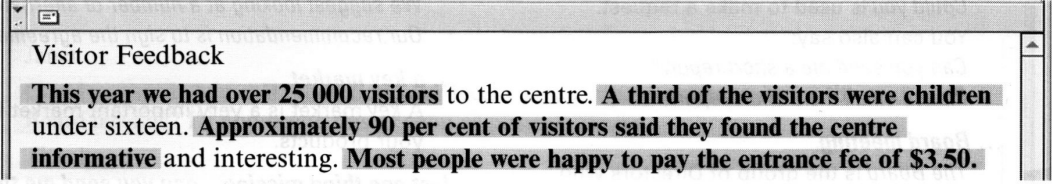 Visitor Feedback
This year we had over 25 000 visitors to the centre. A third of the visitors were children
under sixteen. Approximately 90 per cent of visitors said they found the centre
informative and interesting. Most people were happy to pay the entrance fee of $3.50.